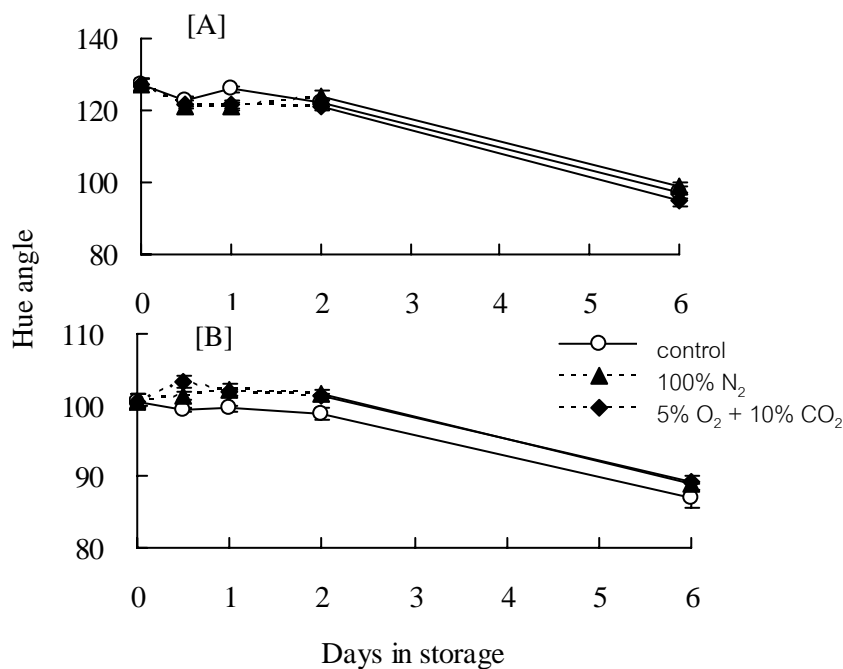 [A]
140
120
100
80
0 1 2 3 4 5 6
Hue angle
110
[B]
100
90
80
control
100% N₂
5% O₂ + 10% CO₂
0 1 2 3 4 5 6
Days in storage